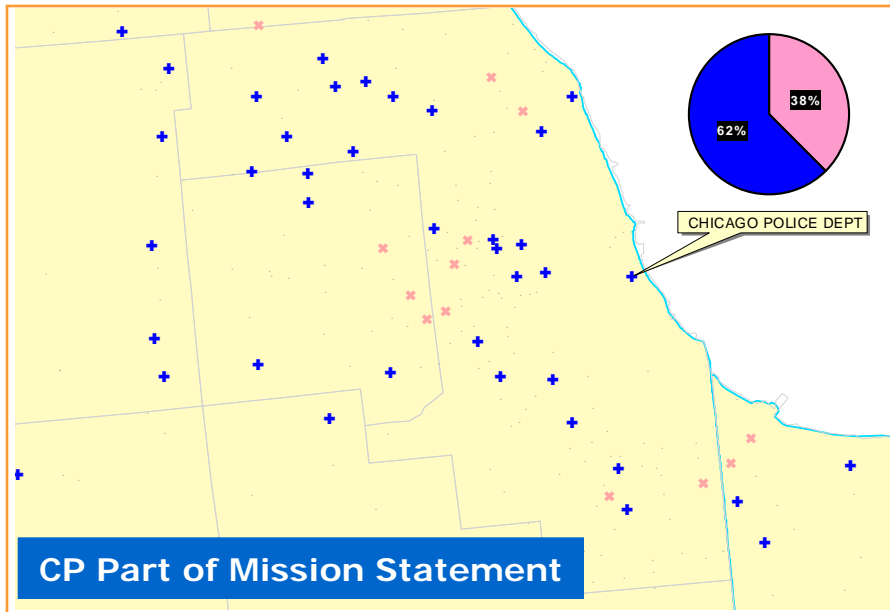 38%
62%
CHICAGO POLICE DEPT
CP Part of Mission Statement